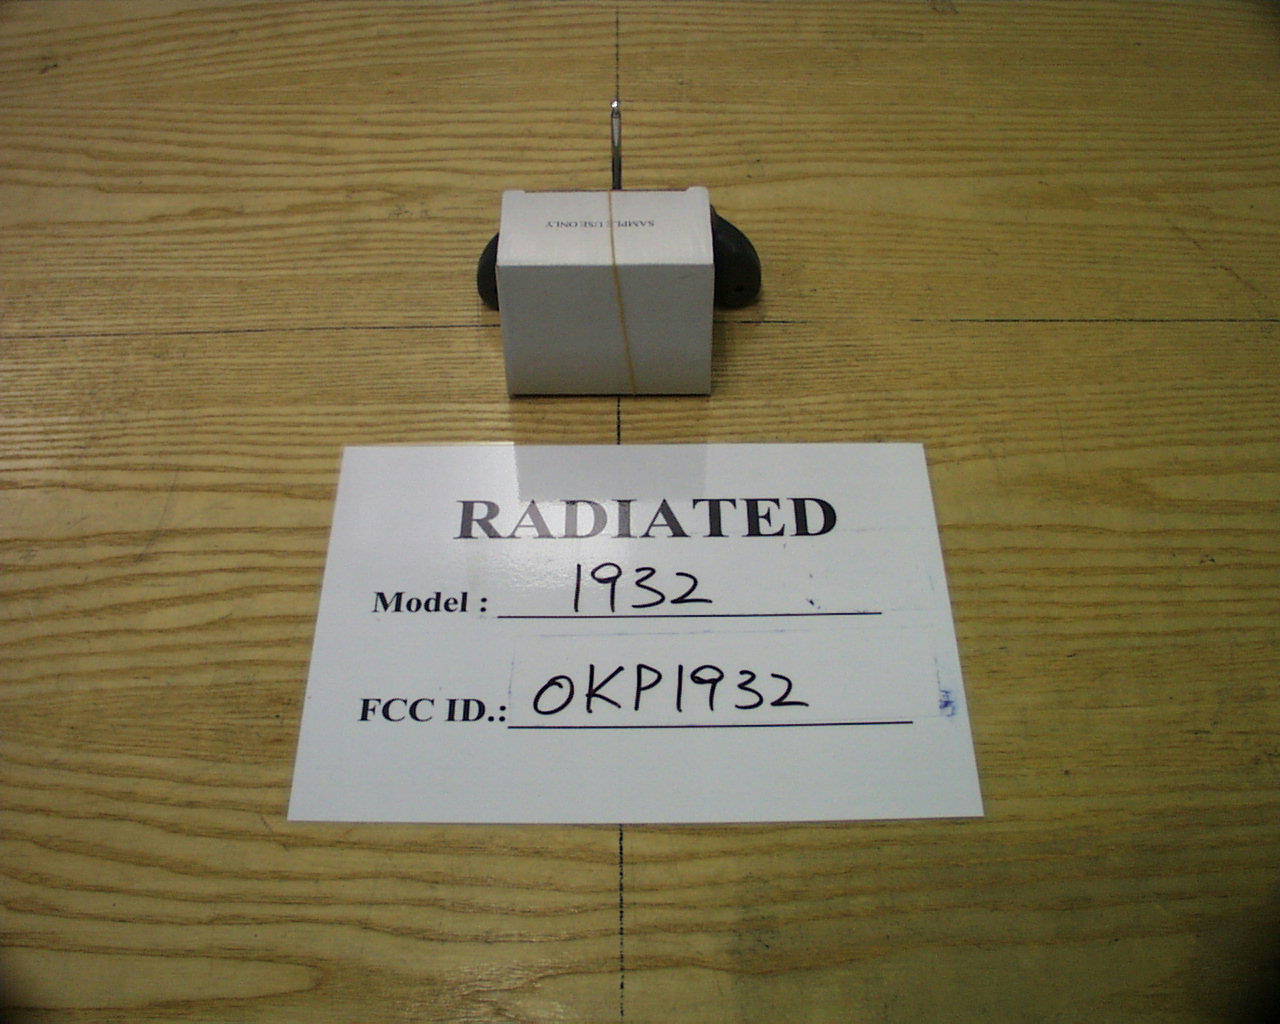 SAMPLE USE ONLY
RADIATED
Model : 1932
FCC ID.: OKP1932